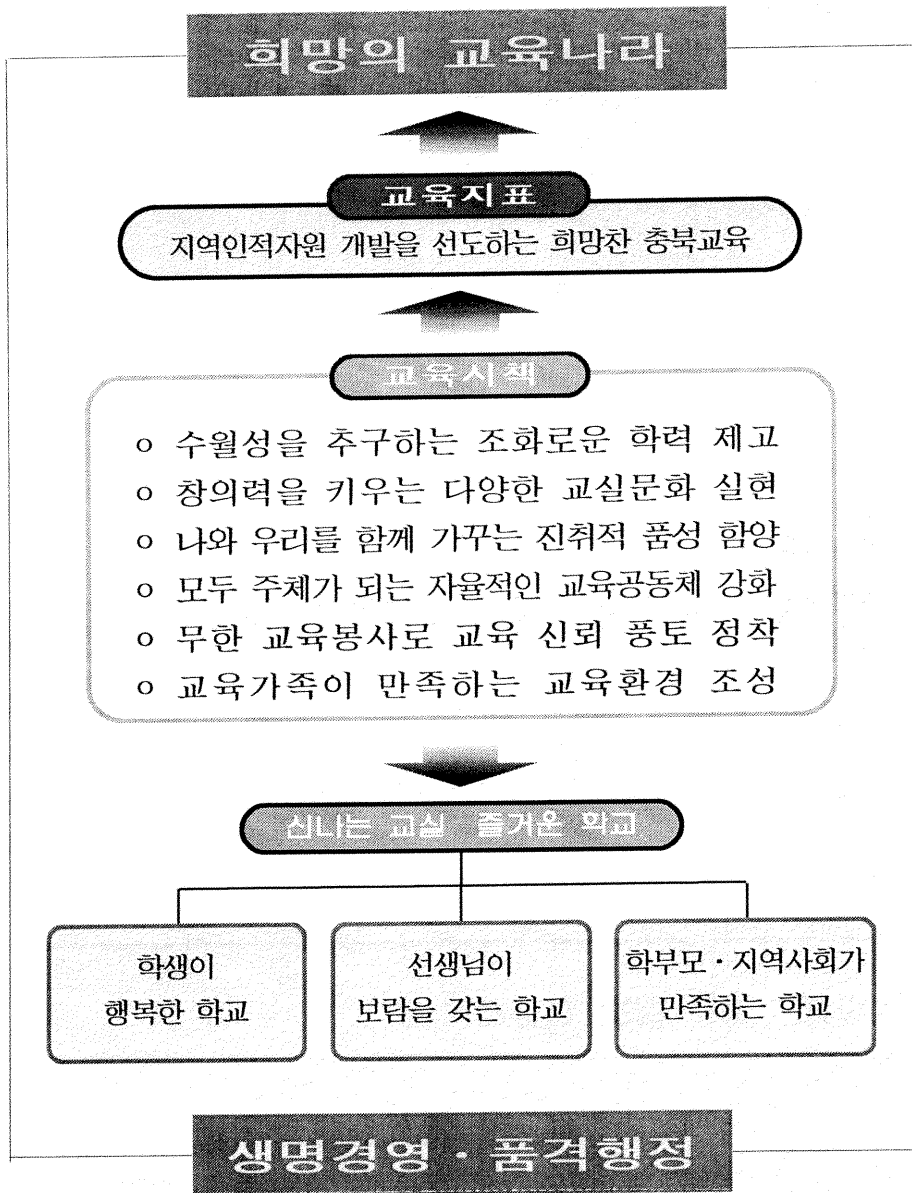 희망의 교육나라
교육지표
지역인적자원 개발을 선도하는 희망찬 충북교육
교육시책
o 수월성을 추구하는 조화로운 학력 제고
o 창의력을 키우는 다양한 교실문화 실현
o 나와 우리를 함께 가꾸는 진취적 품성 함양
o 모두 주체가 되는 자율적인 교육공동체 강화
o 무한 교육봉사로 교육 신뢰 풍토 정착
o 교육가족이 만족하는 교육환경 조성
신나는 교실 즐거운 학교
학생이
행복한 학교
선생님이
보람을 갖는 학교
학부모·지역사회가
만족하는 학교
생명경영·품격행정